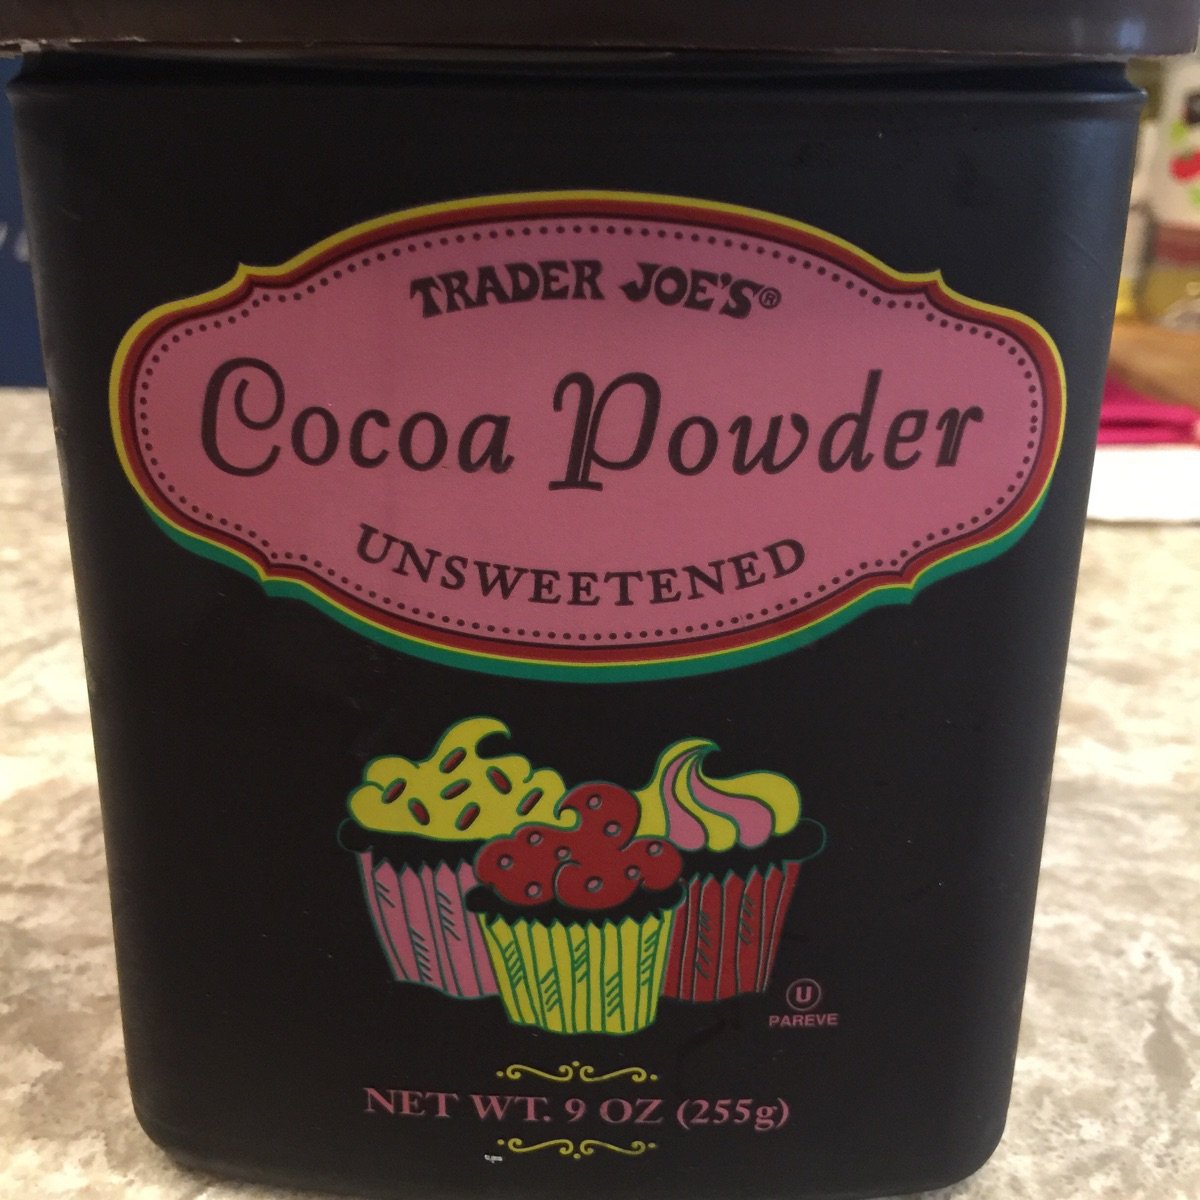 TRADER JOE'S®
Cocoa Powder
UNSWEETENED
U
PAREVE
NET WT. 9 OZ (255g)